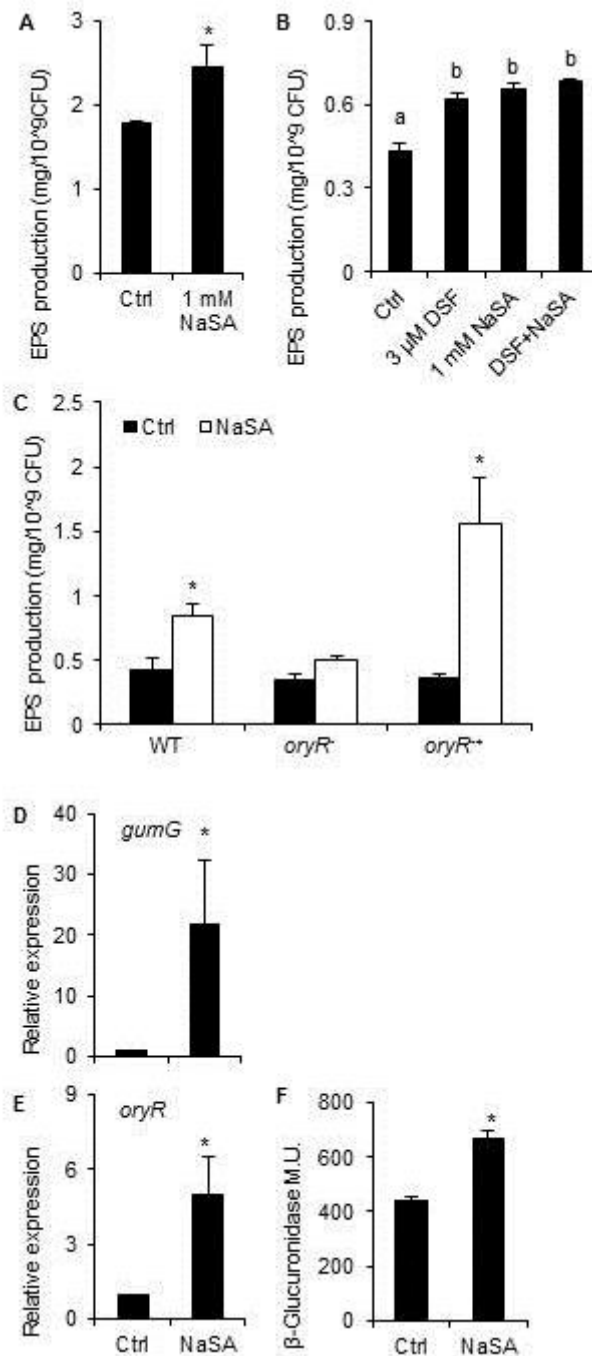 A
EPS production (mg/10^9CFU)
3
2
1
0
*
Ctrl
1 mM
NaSA
B
EPS production (mg/10^9 CFU)
0.9
0.6
0.3
0
a
b
b
b
Ctrl
3 µM DSF
1 mM NaSA
DSF+NaSA
C
EPS production (mg/10^9 CFU)
2.5
2
1.5
1
0.5
0
Ctrl
NaSA
*
*
WT
oryR-
oryR-+
D
gumG
Relative expression
40
30
20
10
0
*
E
oryR
Relative expression
9
6
3
0
*
Ctrl
NaSA
F
β-Glucuronidase M.U.
800
600
400
200
0
*
Ctrl
NaSA